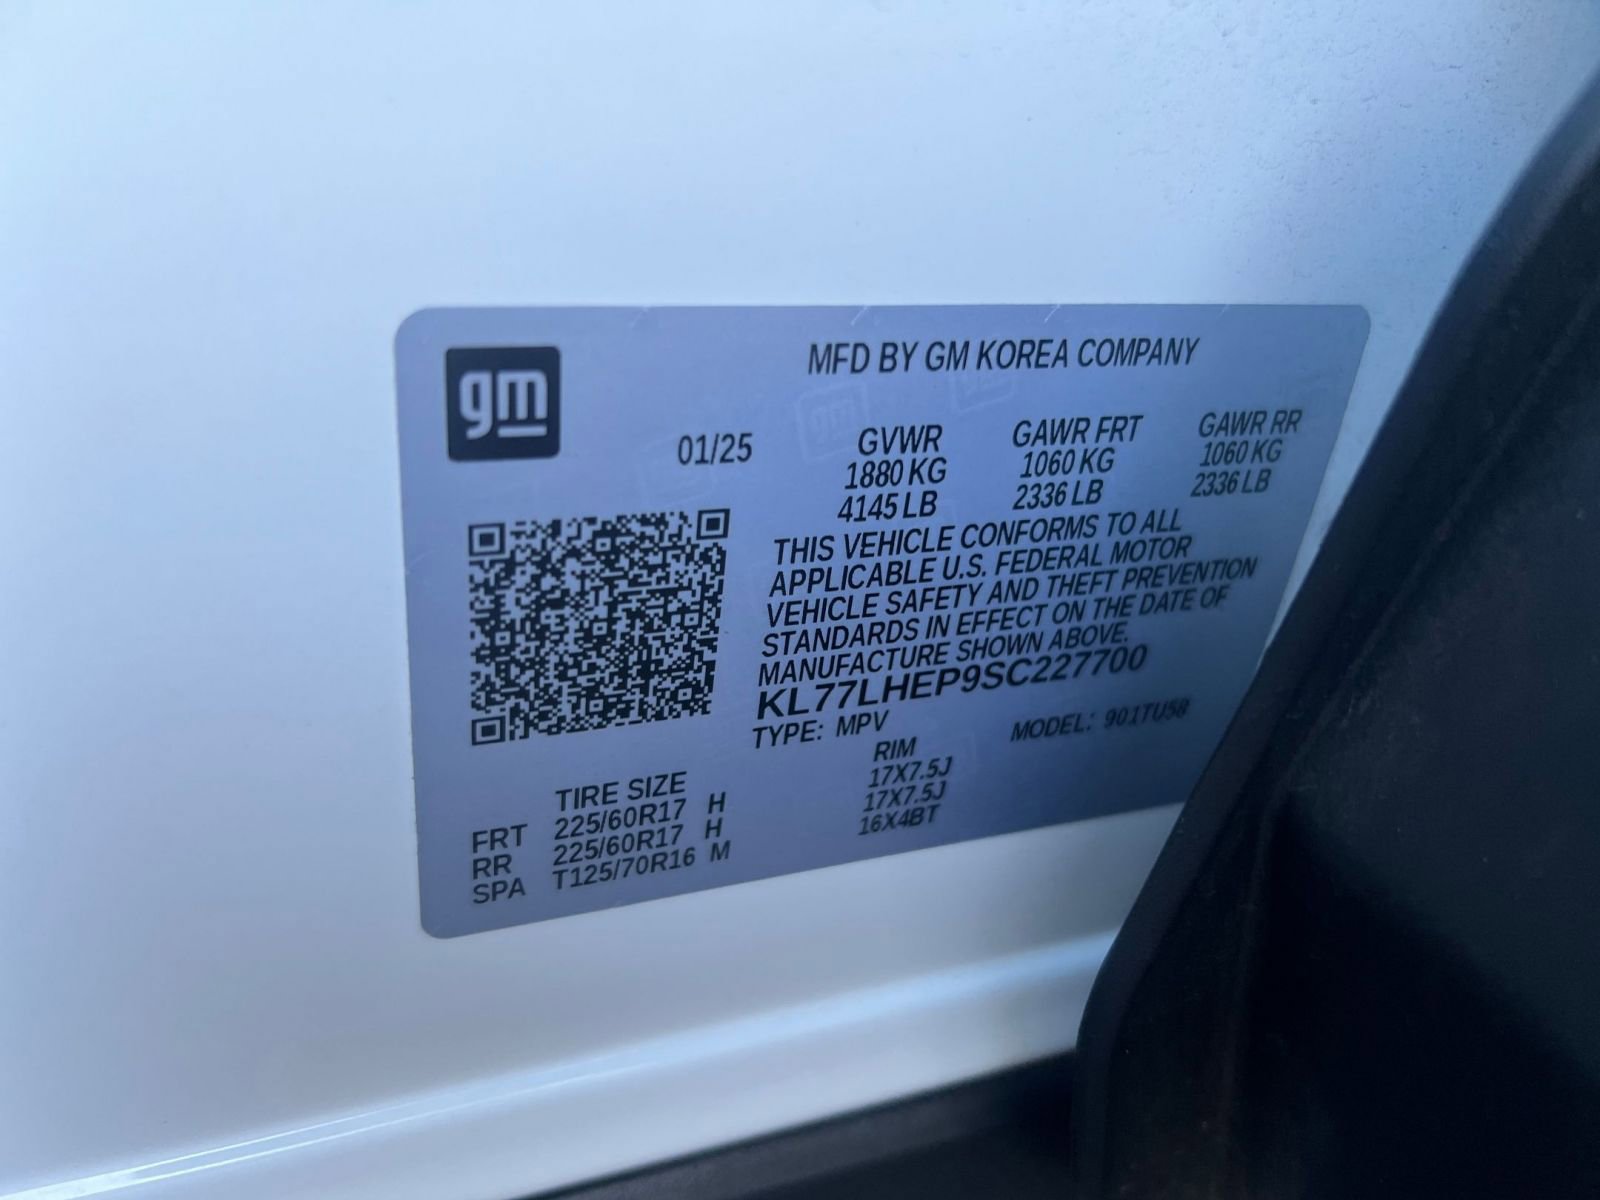 gm
MFD BY GM KOREA COMPANY
01/25
GVWR GAWR FRT GAWR RR
1880 KG 1060 KG 1060 KG
4145 LB 2336 LB 2336 LB
THIS VEHICLE CONFORMS TO ALL
APPLICABLE U.S. FEDERAL MOTOR
VEHICLE SAFETY AND THEFT PREVENTION
STANDARDS IN EFFECT ON THE DATE OF
MANUFACTURE SHOWN ABOVE.
KL77LHEP9SC227700
TYPE: MPV MODEL: 901TU58
TIRE SIZE RIM
FRT 225/60R17 H 17X7.5J
RR 225/60R17 H 17X7.5J
SPA T125/70R16 M 16X4BT